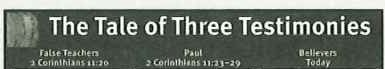 The Tale of Three Testimonies
False Teachers Paul Believers
2 Corinthians 11:20 2 Corinthians 11:23–29 Today